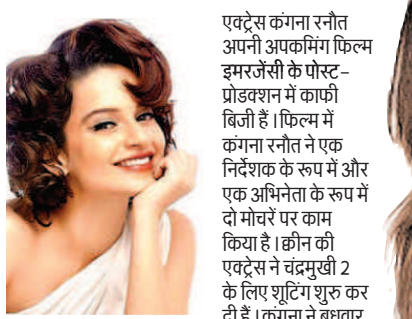 एक्ट्रेस कंगना रनौत
अपनी अपकमिंग फिल्म
इमरजेंसी के पोस्ट–
प्रोडक्शन में काफी
बिजी हैं ।फिल्म में
कंगना रनौत ने एक
निर्देशक के रूप में और
एक अभिनेता के रूप में
दो मोचरें पर काम
किया है ।क्वीन की
एक्ट्रेस ने चंद्रमुखी 2
के लिए शूटिंग शुरु कर
दी हैं ।कंगना ने बुधवार